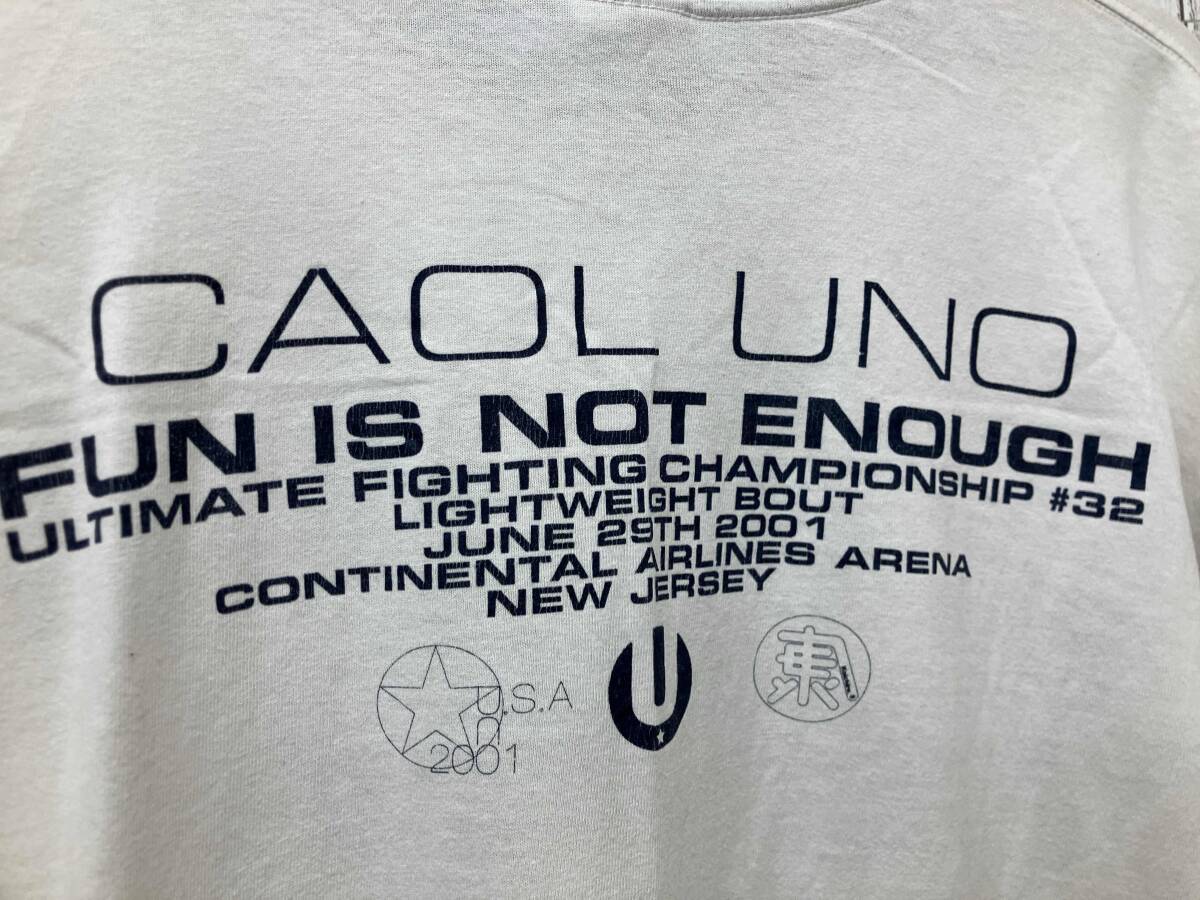 CAOL UNO
FUN IS NOT ENOUGH
ULTIMATE FIGHTING CHAMPIONSHIP #32
LIGHTWEIGHT BOUT
JUNE 29TH 2001
CONTINENTAL AIRLINES ARENA
NEW JERSEY
U.S.A
n
2001
U
東